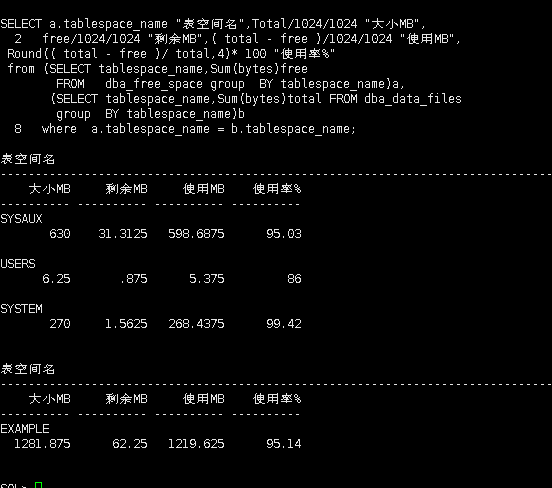 SELECT a.tablespace_name "表空间名",Total/1024/1024 "大小MB",
2 free/1024/1024 "剩余MB",( total - free )/1024/1024 "使用MB",
Round(( total - free )/ total,4)* 100 "使用率%"
from (SELECT tablespace_name,Sum(bytes)free
FROM dba_free_space group BY tablespace_name)a,
(SELECT tablespace_name,Sum(bytes)total FROM dba_data_files
group BY tablespace_name)b
8 where a.tablespace_name = b.tablespace_name;
表空间名
--------------------------------------------------------------------------------
大小MB 剩余MB 使用MB 使用率%
---------- ---------- ---------- ----------
SYSAUX
630 31.3125 598.6875 95.03
USERS
6.25 .875 5.375 86
SYSTEM
270 1.5625 268.4375 99.42
表空间名
--------------------------------------------------------------------------------
大小MB 剩余MB 使用MB 使用率%
---------- ---------- ---------- ----------
EXAMPLE
1281.875 62.25 1219.625 95.14
SQL>